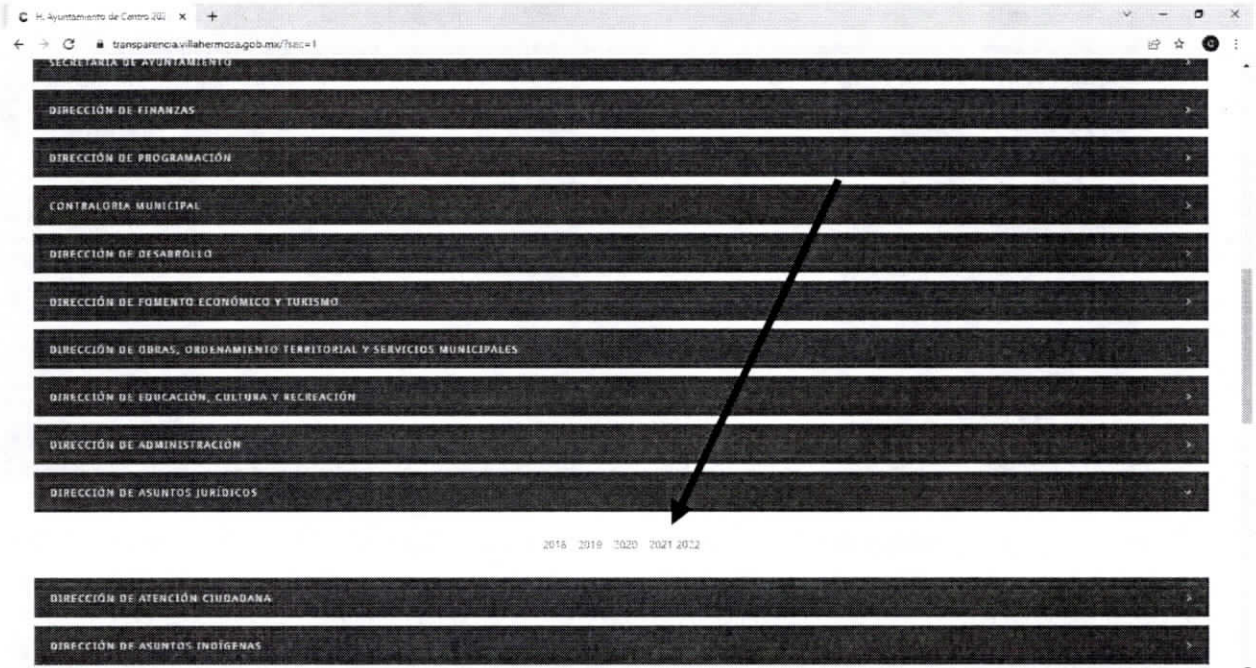 H. Ayuntamiento de Centro 202
transparencia.villahermosa.gob.mx/?sec=1
SECRETARÍA DE AYUNTAMIENTO
DIRECCIÓN DE FINANZAS
DIRECCIÓN DE PROGRAMACIÓN
CONTRALORÍA MUNICIPAL
DIRECCIÓN DE DESARROLLO
DIRECCIÓN DE FOMENTO ECONÓMICO Y TURISMO
DIRECCIÓN DE OBRAS, ORDENAMIENTO TERRITORIAL Y SERVICIOS MUNICIPALES
DIRECCIÓN DE EDUCACIÓN, CULTURA Y RECREACIÓN
DIRECCIÓN DE ADMINISTRACIÓN
DIRECCIÓN DE ASUNTOS JURÍDICOS
2018 2019 2020 2021 2022
DIRECCIÓN DE ATENCIÓN CIUDADANA
DIRECCIÓN DE ASUNTOS INDÍGENAS